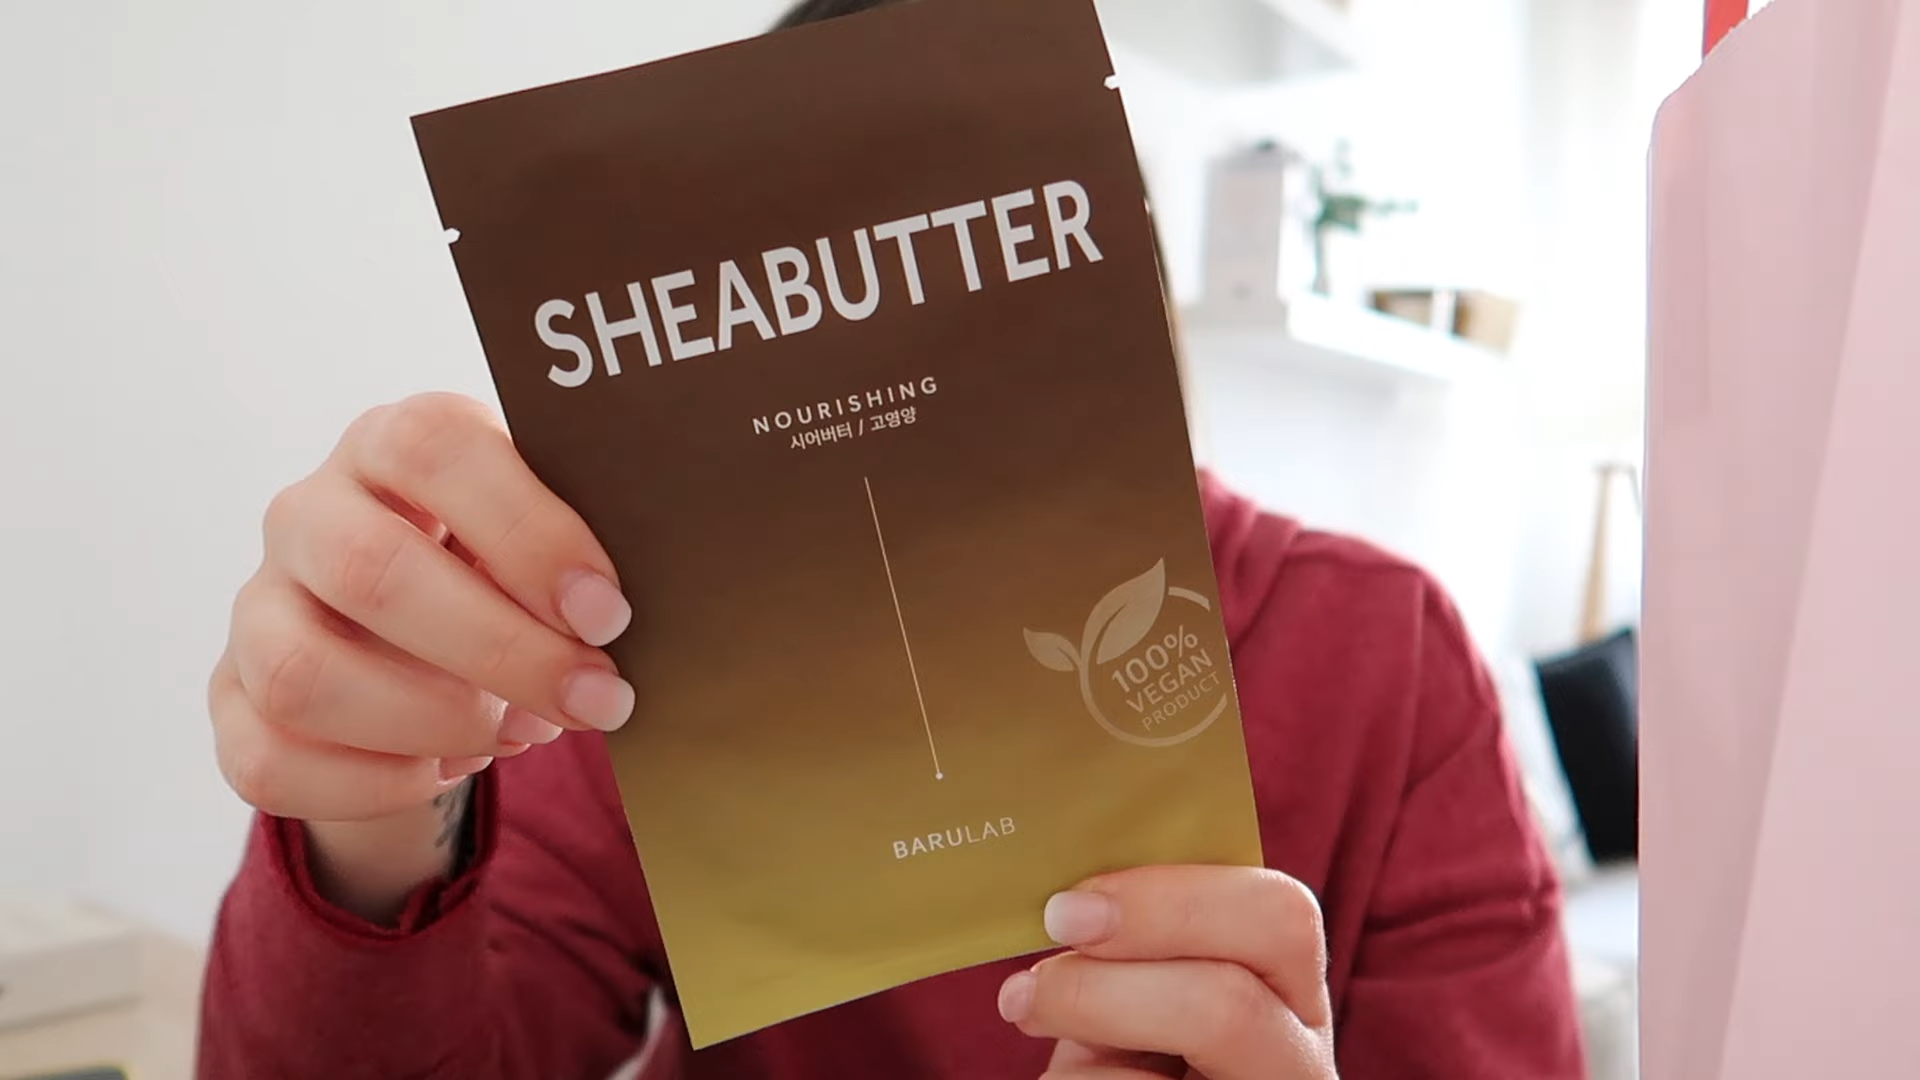 SHEABUTTER
NOURISHING
시어버터 / 고영양
100%
VEGAN
PRODUCT
BARULAB